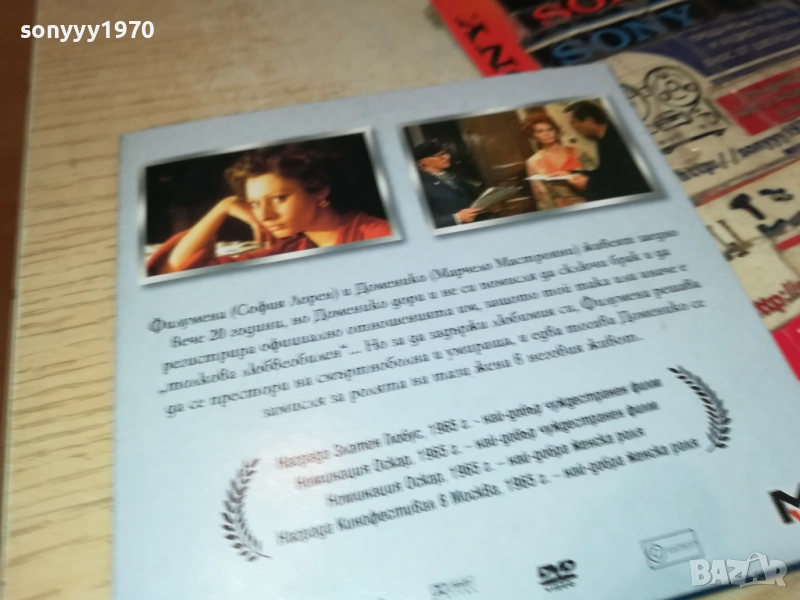 sonyyy1970
SONY
SONY
Филумена (София Лорен) и Доменико (Марчело Мастрояни) живеят заедно
вече 20 години, но Доменико дори и не си помисля да сключи брак и да
регистрира официално отношенията им, защото той така или иначе е
„толкова любвеобилен“... Но за да задържи любимия си, Филумена решава
да се престори на смъртноболна и умираща, и едва тогава Доменико се
замисля за ролята на тази жена в неговия живот.
Награда Златен Глобус, 1965 г. - най-добър чуждестранен филм
Номинация Оскар, 1965 г. - най-добър чуждестранен филм
Номинация Оскар, 1965 г. - най-добра женска роля
Награда Кинофестивал в Москва, 1965 г. - най-добра женска роля
DVD
BAZAR